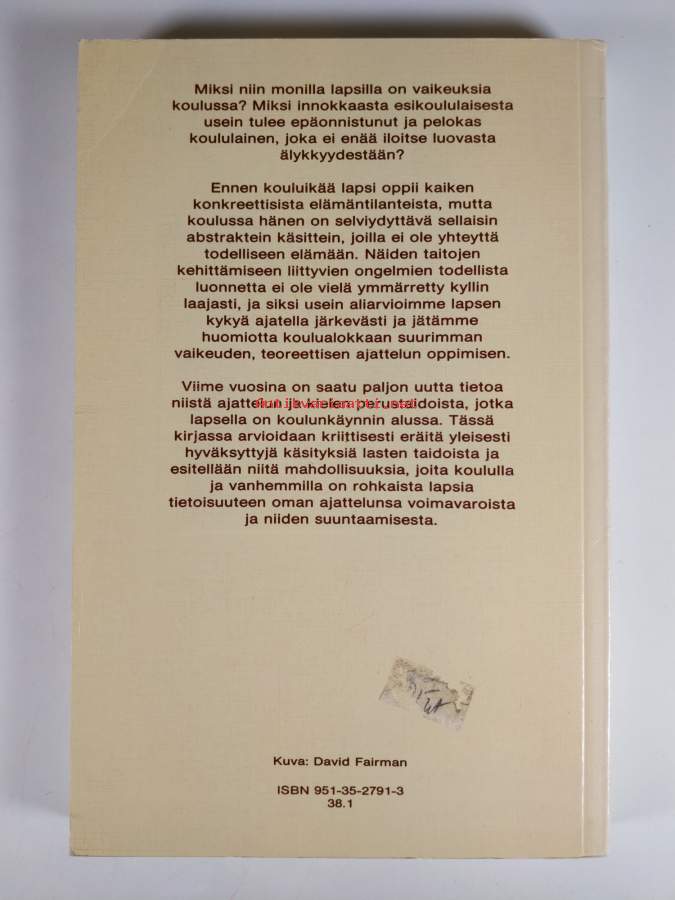 Miksi niin monilla lapsilla on vaikeuksia
koulussa? Miksi innokkaasta esikoululaisesta
usein tulee epäonnistunut ja pelokas
koululainen, joka ei enää iloitse luovasta
älykkyydestään?
Ennen kouluikää lapsi oppii kaiken
konkreettisista elämäntilanteista, mutta
koulussa hänen on selviydyttävä sellaisin
abstraktein käsittein, joilla ei ole yhteyttä
todelliseen elämään. Näiden taitojen
kehittämiseen liittyvien ongelmien todellista
luonnetta ei ole vielä ymmärretty kyllin
laajasti, ja siksi usein aliarvioimme lapsen
kykyä ajatella järkevästi ja jätämme
huomiotta koulualokkaan suurimman
vaikeuden, teoreettisen ajattelun oppimisen.
Viime vuosina on saatu paljon uutta tietoa
niistä ajattelun ja kielen perustaidoista, jotka
Antikvariaatti.net
lapsella on koulunkäynnin alussa. Tässä
kirjassa arvioidaan kriittisesti eräitä yleisesti
hyväksyttyjä käsityksiä lasten taidoista ja
esitellään niitä mahdollisuuksia, joita koululla
ja vanhemmilla on rohkaista lapsia
tietoisuuteen oman ajattelunsa voimavaroista
ja niiden suuntaamisesta.
Kuva: David Fairman
ISBN 951-35-2791-3
38.1